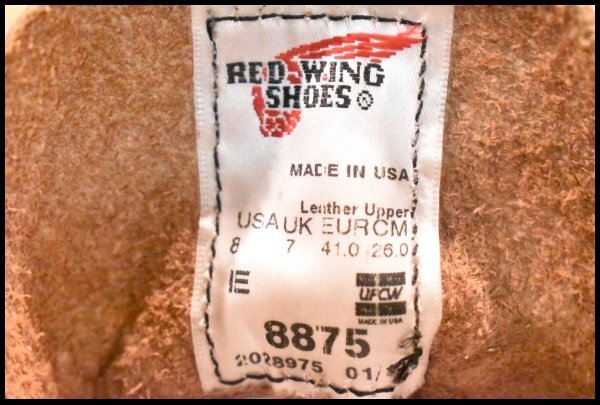 RED WING
SHOES ®
MADE IN USA
Leather Upper
USA UK EUR CM
8 7 41.0 26.0
E
UFCW
MADE IN USA
8875
2028975 01/